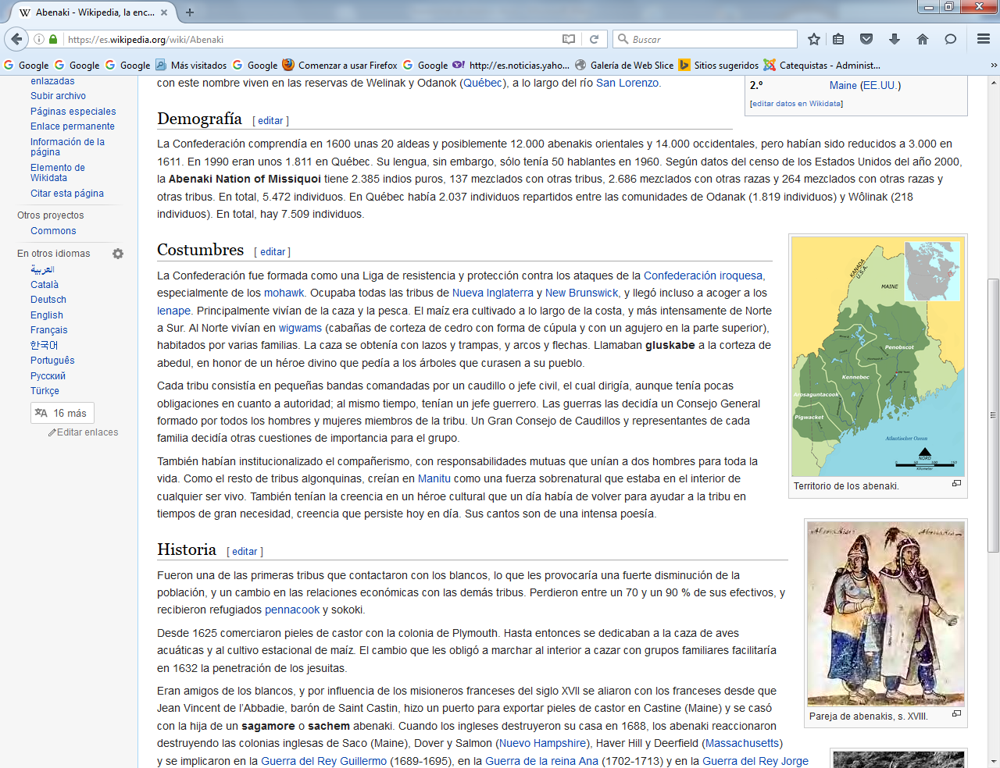 Abenaki - Wikipedia, la enc...
https://es.wikipedia.org/wiki/Abenaki
Buscar
Google
Google
Google
Más visitados
Google
Comenzar a usar Firefox
Google
http://es.noticias.yaho...
Galería de Web Slice
Sitios sugeridos
Catequistas - Administ...
enlazadas
Subir archivo
Páginas especiales
Enlace permanente
Información de la
página
Elemento de
Wikidata
Citar esta página
Otros proyectos
Commons
En otros idiomas
العربية
Català
Deutsch
English
Français
한국어
Português
Русский
Türkçe
16 más
Editar enlaces
con este nombre viven en las reservas de Welinak y Odanok (Québec), a lo largo del río San Lorenzo.
2.º Maine (EE.UU.)
[editar datos en Wikidata]
Demografía [ editar ]
La Confederación comprendía en 1600 unas 20 aldeas y posiblemente 12.000 abenakis orientales y 14.000 occidentales, pero habían sido reducidos a 3.000 en
1611. En 1990 eran unos 1.811 en Québec. Su lengua, sin embargo, sólo tenía 50 hablantes en 1960. Según datos del censo de los Estados Unidos del año 2000,
la Abenaki Nation of Missiquoi tiene 2.385 indios puros, 137 mezclados con otras tribus, 2.686 mezclados con otras razas y 264 mezclados con otras razas y
otras tribus. En total, 5.472 individuos. En Québec había 2.037 individuos repartidos entre las comunidades de Odanak (1.819 individuos) y Wôlinak (218
individuos). En total, hay 7.509 individuos.
Costumbres [ editar ]
La Confederación fue formada como una Liga de resistencia y protección contra los ataques de la Confederación iroquesa,
especialmente de los mohawk. Ocupaba todas las tribus de Nueva Inglaterra y New Brunswick, y llegó incluso a acoger a los
lenape. Principalmente vivían de la caza y la pesca. El maíz era cultivado a lo largo de la costa, y más intensamente de Norte
a Sur. Al Norte vivían en wigwams (cabañas de corteza de cedro con forma de cúpula y con un agujero en la parte superior),
habitados por varias familias. La caza se obtenía con lazos y trampas, y arcos y flechas. Llamaban gluskabe a la corteza de
abedul, en honor de un héroe divino que pedía a los árboles que curasen a su pueblo.
Cada tribu consistía en pequeñas bandas comandadas por un caudillo o jefe civil, el cual dirigía, aunque tenía pocas
obligaciones en cuanto a autoridad; al mismo tiempo, tenían un jefe guerrero. Las guerras las decidía un Consejo General
formado por todos los hombres y mujeres miembros de la tribu. Un Gran Consejo de Caudillos y representantes de cada
familia decidía otras cuestiones de importancia para el grupo.
También habían institucionalizado el compañerismo, con responsabilidades mutuas que unían a dos hombres para toda la
vida. Como el resto de tribus algonquinas, creían en Manitu como una fuerza sobrenatural que estaba en el interior de
cualquier ser vivo. También tenían la creencia en un héroe cultural que un día había de volver para ayudar a la tribu en
tiempos de gran necesidad, creencia que persiste hoy en día. Sus cantos son de una intensa poesía.
KANADA
U.S.A.
MAINE
Penobscot
Kennebec
Arosaguntacook
Pigwacket
Atlantischer Ozean
NORD
0 50 100 150
Kilometer
Territorio de los abenaki.
Historia [ editar ]
Fueron una de las primeras tribus que contactaron con los blancos, lo que les provocaría una fuerte disminución de la
población, y un cambio en las relaciones económicas con las demás tribus. Perdieron entre un 70 y un 90 % de sus efectivos, y
recibieron refugiados pennacook y sokoki.
Desde 1625 comerciaron pieles de castor con la colonia de Plymouth. Hasta entonces se dedicaban a la caza de aves
acuáticas y al cultivo estacional de maíz. El cambio que les obligó a marchar al interior a cazar con grupos familiares facilitaría
en 1632 la penetración de los jesuitas.
Eran amigos de los blancos, y por influencia de los misioneros franceses del siglo XVII se aliaron con los franceses desde que
Jean Vincent de l'Abbadie, barón de Saint Castin, hizo un puerto para exportar pieles de castor en Castine (Maine) y se casó
con la hija de un sagamore o sachem abenaki. Cuando los ingleses destruyeron su casa en 1688, los abenaki reaccionaron
destruyendo las colonias inglesas de Saco (Maine), Dover y Salmon (Nuevo Hampshire), Haver Hill y Deerfield (Massachusetts)
y se implicaron en la Guerra del Rey Guillermo (1689-1695), en la Guerra de la reina Ana (1702-1713) y en la Guerra del Rey Jorge
Pareja de abenakis, s. XVIII.